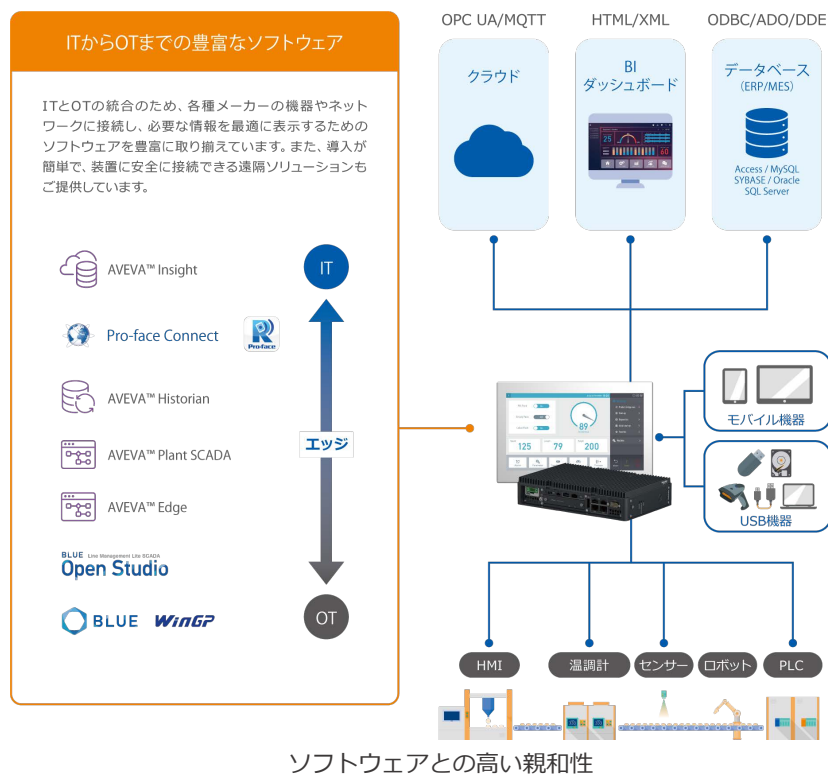 ITからOTまでの豊富なソフトウェア
ITとOTの統合のため、各種メーカーの機器やネット
ワークに接続し、必要な情報を最適に表示するための
ソフトウェアを豊富に取り揃えています。また、導入が
簡単で、装置に安全に接続できる遠隔ソリューションも
ご提供しています。
AVEVA™ Insight
Pro-face Connect
Pro-face
AVEVA™ Historian
AVEVA™ Plant SCADA
AVEVA™ Edge
BLUE Line Management Lite SCADA
Open Studio
BLUE WinGP
IT
エッジ
OT
OPC UA/MQTT
クラウド
HTML/XML
BI
ダッシュボード
25
60
ODBC/ADO/DDE
データベース
(ERP/MES)
Access / MySQL
SYBASE / Oracle
SQL Server
89
125
79
200
モバイル機器
USB機器
HMI
温調計
センサー
ロボット
PLC
ソフトウェアとの高い親和性